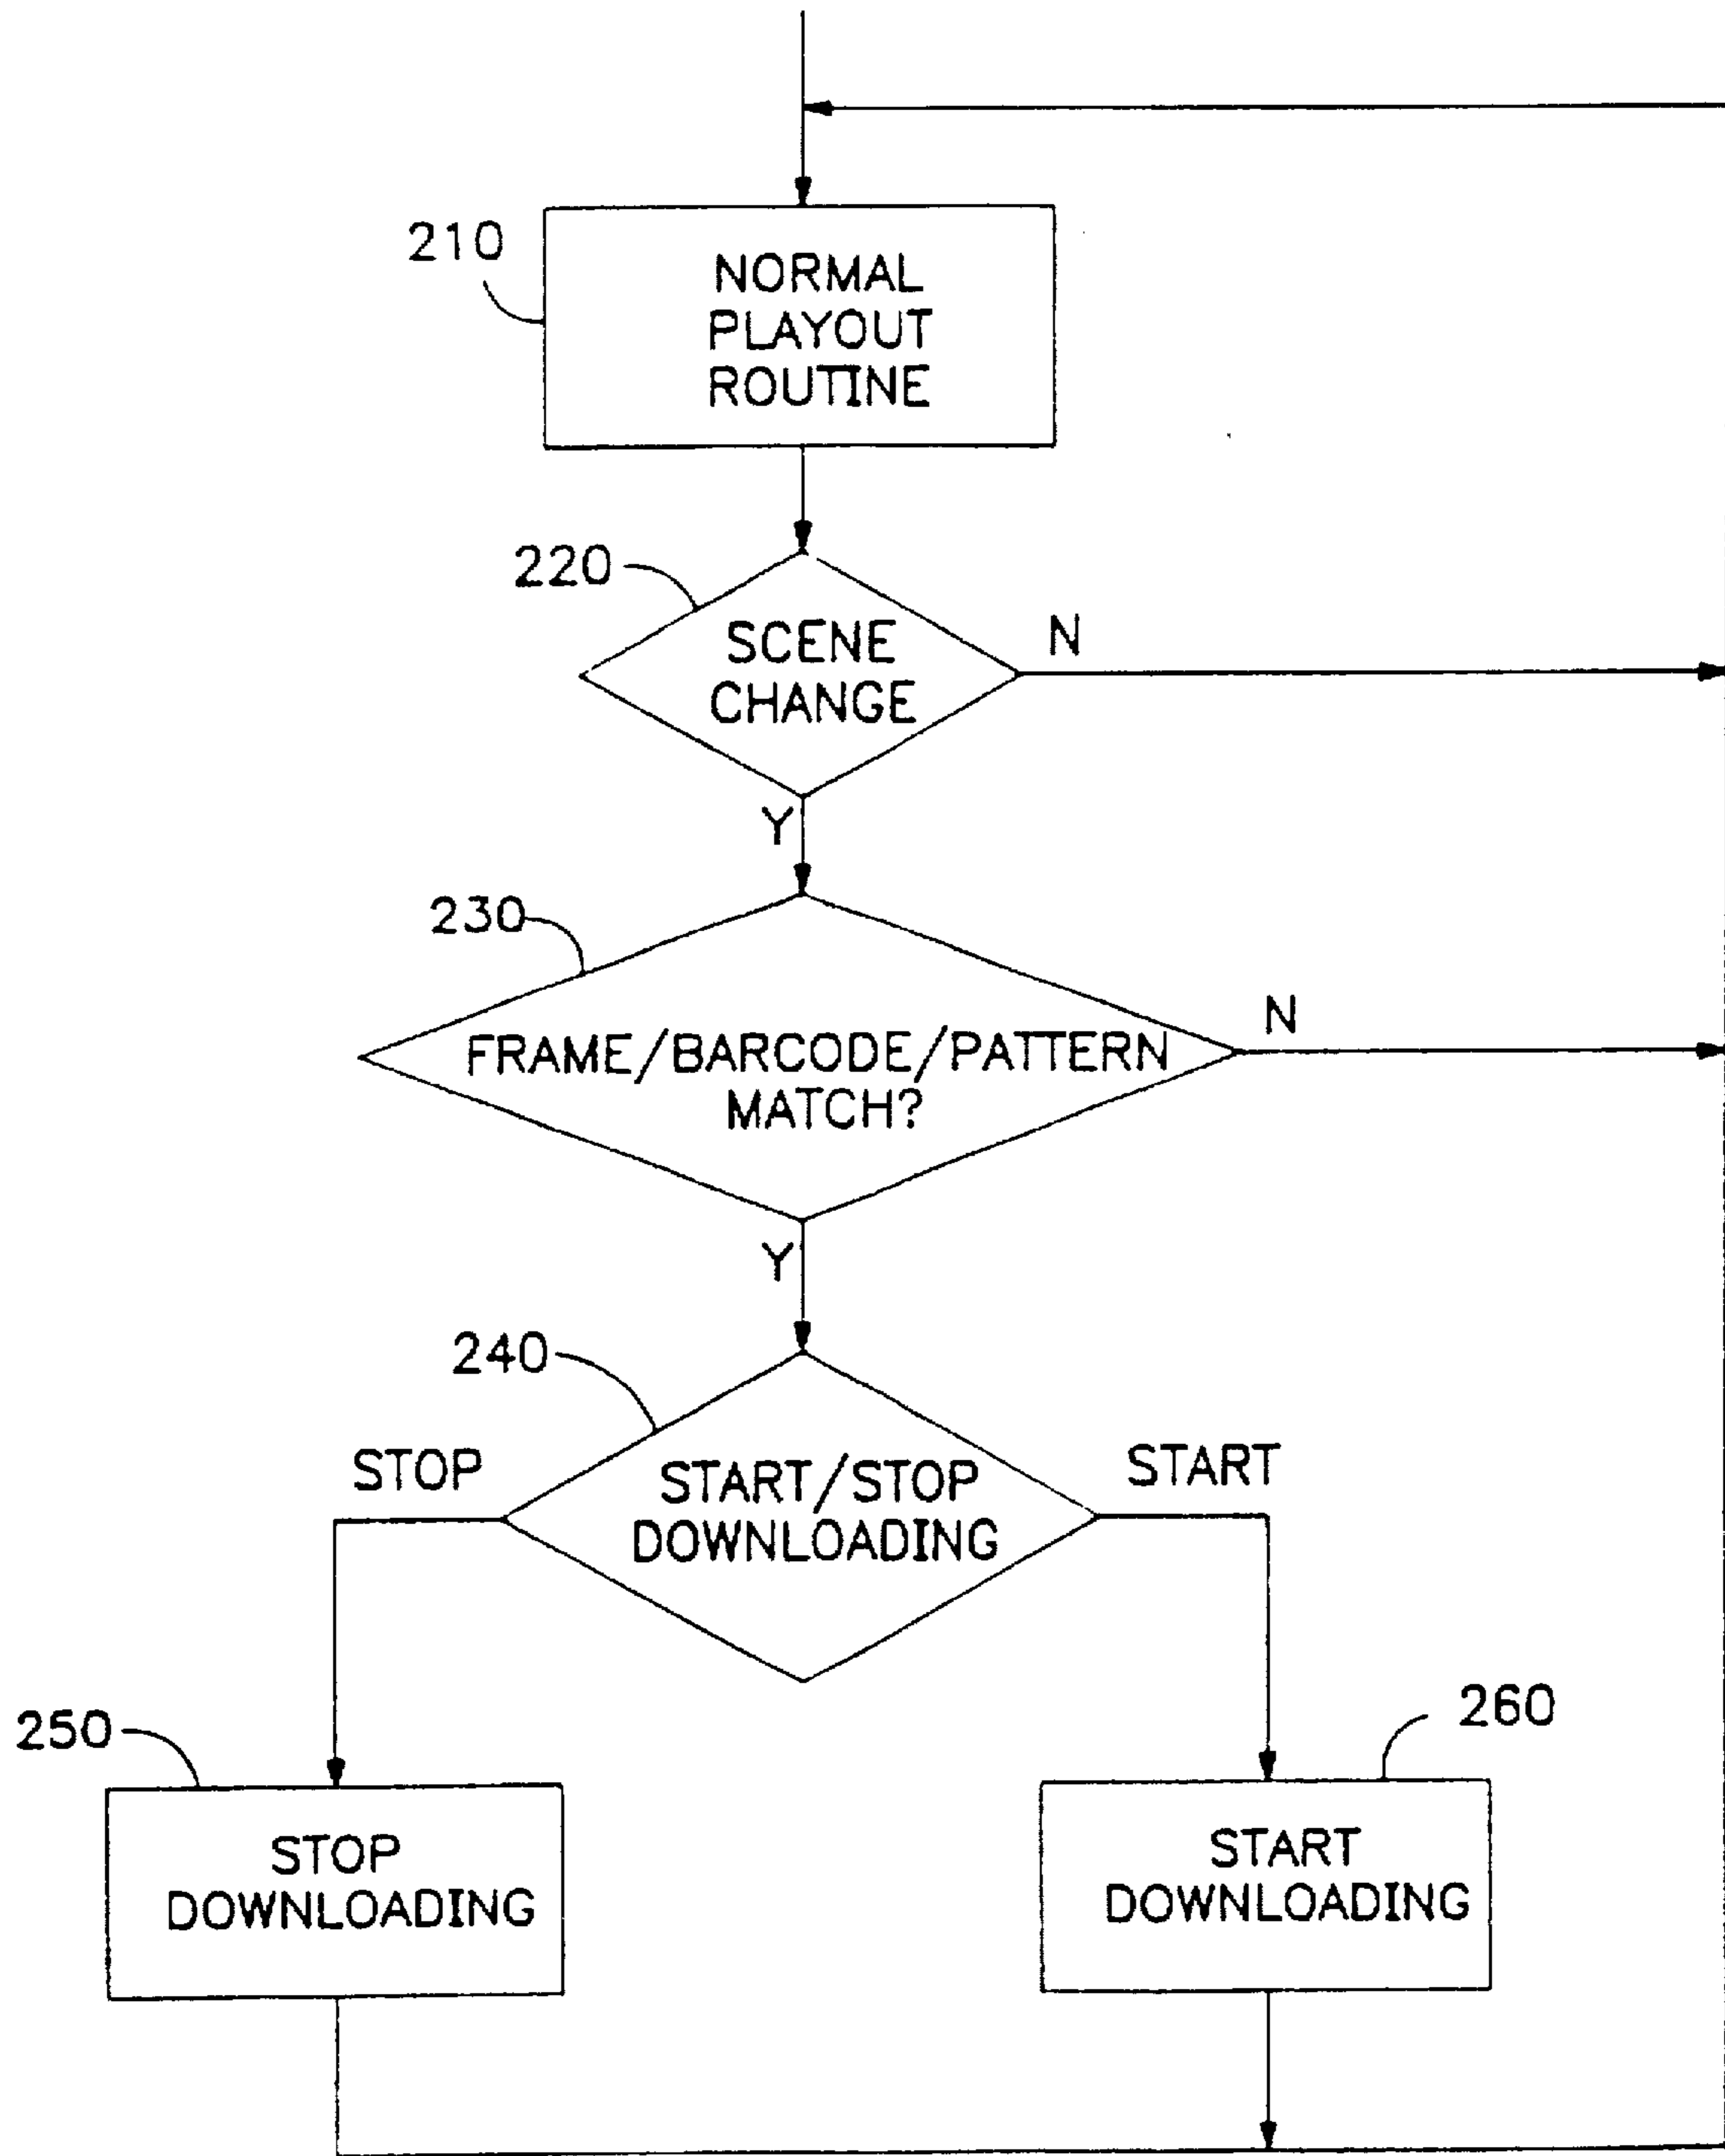 210
NORMAL
PLAYOUT
ROUTINE
220
SCENE
CHANGE
N
Y
230
FRAME/BARCODE/PATTERN
MATCH?
N
Y
240
STOP
START/STOP
DOWNLOADING
START
250
STOP
DOWNLOADING
260
START
DOWNLOADING